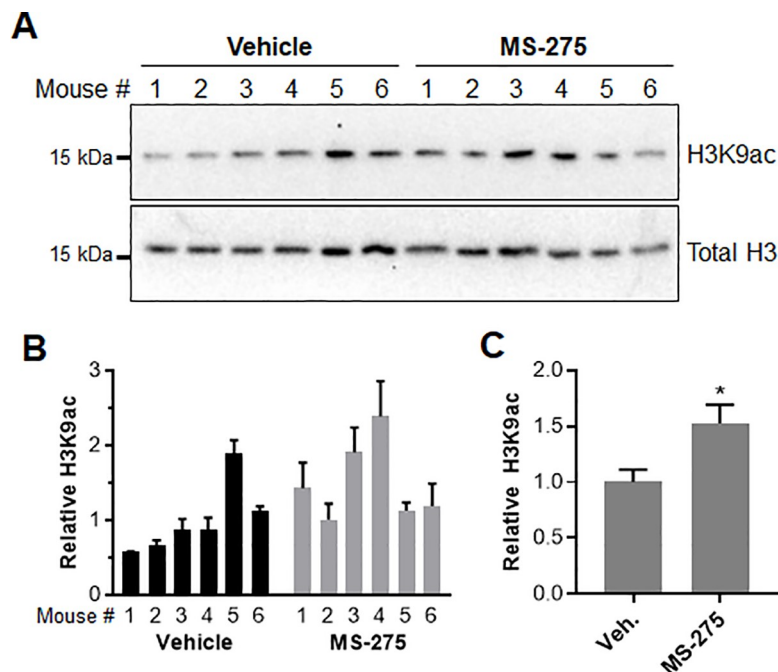 A
Vehicle MS-275
Mouse # 1 2 3 4 5 6 1 2 3 4 5 6
15 kDa H3K9ac
15 kDa Total H3
B
Relative H3K9ac
3
2
1
0
Mouse # 1 2 3 4 5 6 1 2 3 4 5 6
Vehicle MS-275
C
Relative H3K9ac
2.0
1.5
1.0
0.5
0.0
*
Veh.
MS-275